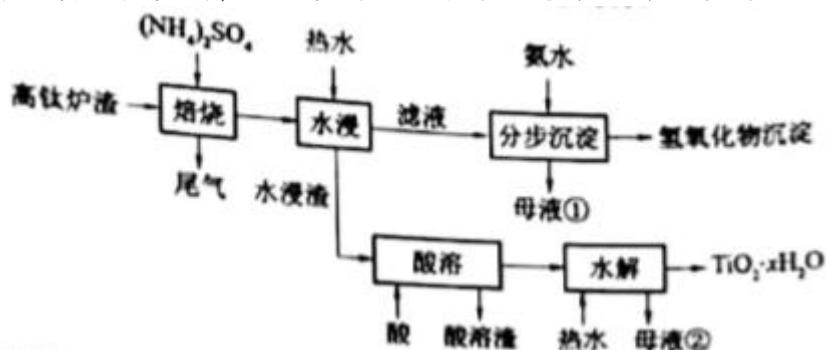 (NH₄)₂SO₄
热水
氨水
高钛炉渣
焙烧
水浸
滤液
分步沉淀
氢氧化物沉淀
尾气
水浸渣
母液①
酸溶
水解
TiO₂·xH₂O
酸
酸溶渣
热水
母液②